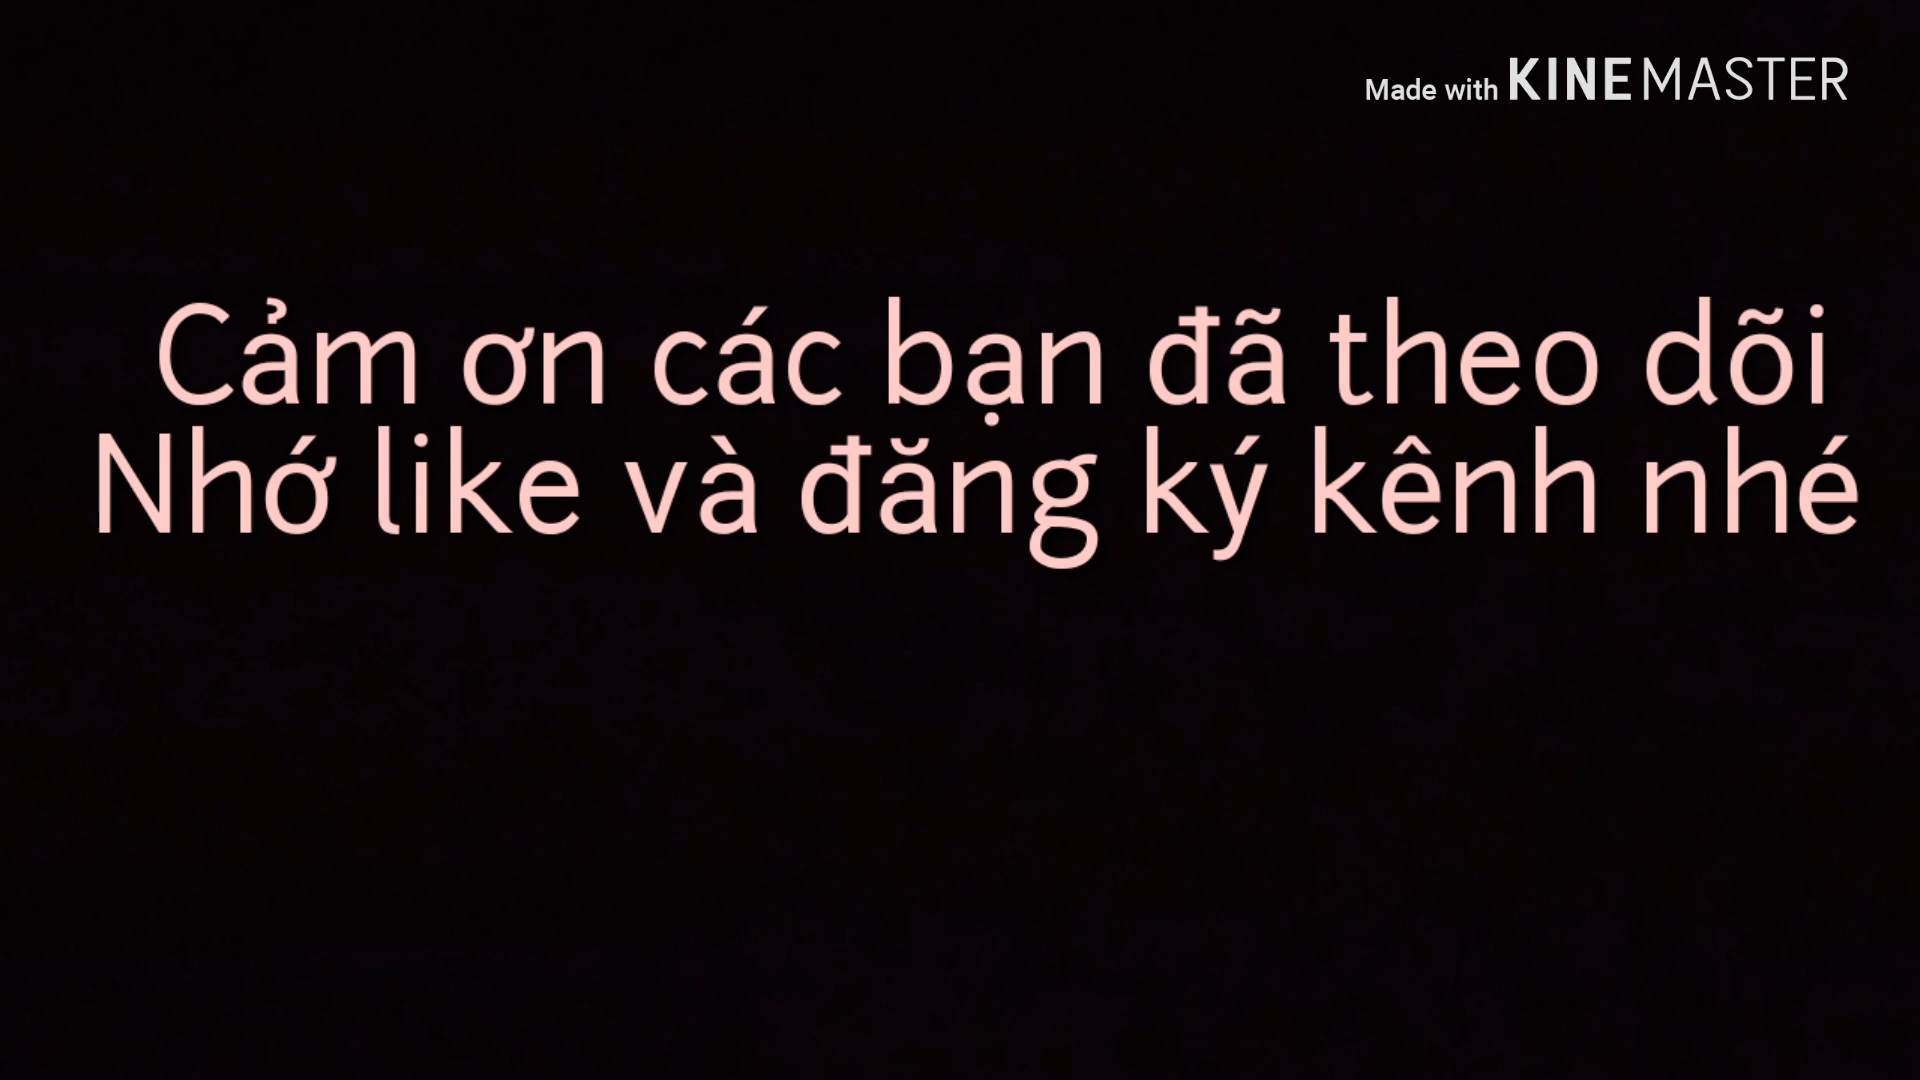 Made with KINEMASTER
Cảm ơn các bạn đã theo dõi
Nhớ like và đăng ký kênh nhé